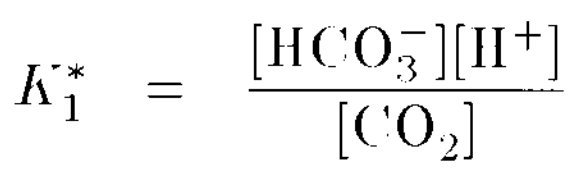 K₁* = [HCO₃⁻][H⁺] / [CO₂]